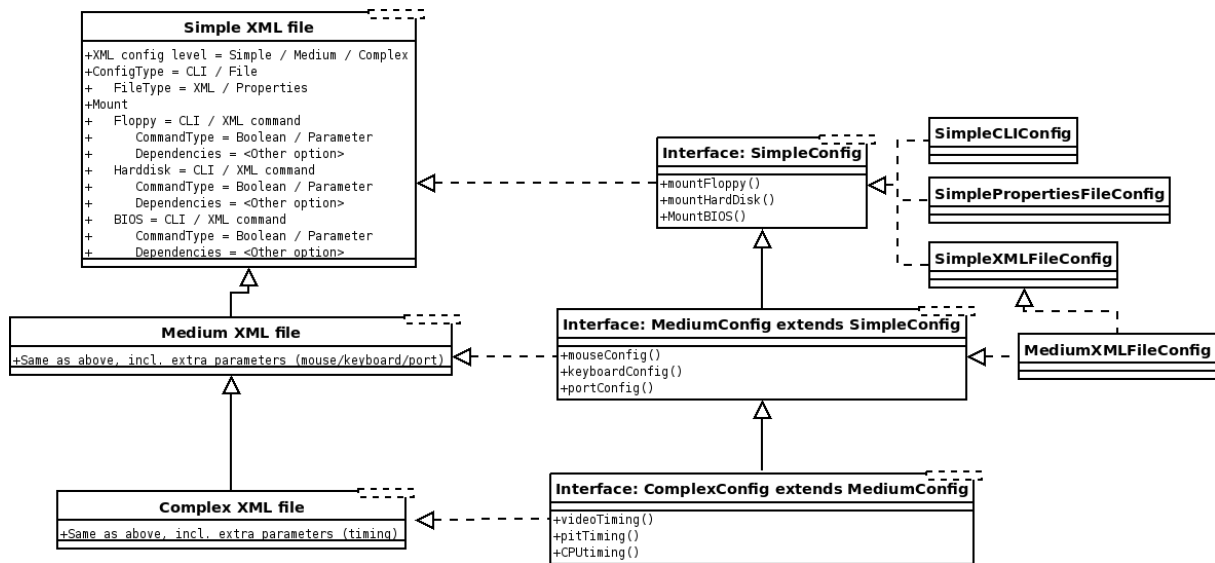 Simple XML file
+XML config level = Simple / Medium / Complex
+ConfigType = CLI / File
+   FileType = XML / Properties
+Mount
+   Floppy = CLI / XML command
+      CommandType = Boolean / Parameter
+      Dependencies = <Other option>
+   Harddisk = CLI / XML command
+      CommandType = Boolean / Parameter
+      Dependencies = <Other option>
+   BIOS = CLI / XML command
+      CommandType = Boolean / Parameter
+      Dependencies = <Other option>
Interface: SimpleConfig
+mountFloppy()
+mountHardDisk()
+MountBIOS()
SimpleCLIConfig
SimplePropertiesFileConfig
SimpleXMLFileConfig
Medium XML file
+Same as above, incl. extra parameters (mouse/keyboard/port)
Interface: MediumConfig extends SimpleConfig
+mouseConfig()
+keyboardConfig()
+portConfig()
MediumXMLFileConfig
Complex XML file
+Same as above, incl. extra parameters (timing)
Interface: ComplexConfig extends MediumConfig
+videoTiming()
+pitTiming()
+CPUtiming()